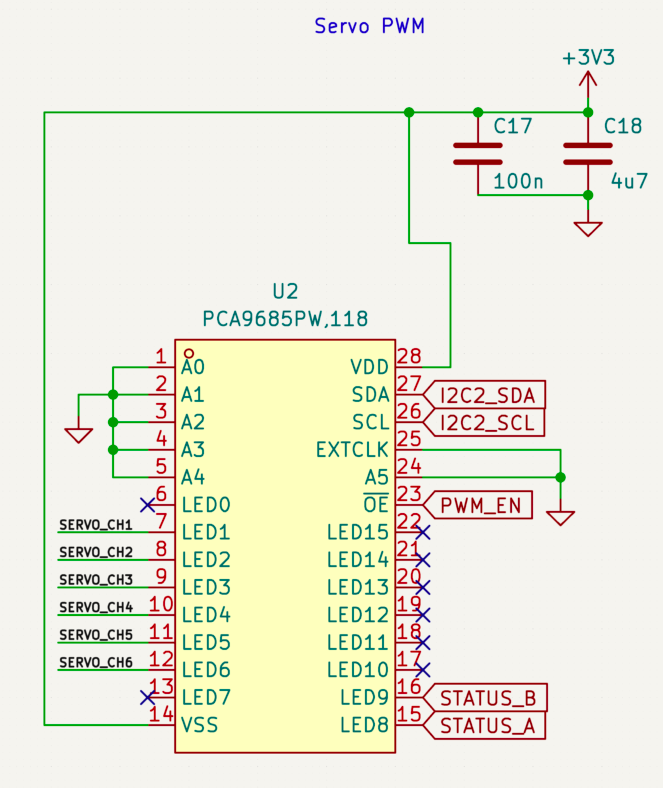 Servo PWM
+3V3
C17
C18
100n
4u7
U2
PCA9685PW,118
1 A0
2 A1
3 A2
4 A3
5 A4
6 LED0
SERVO_CH1 7 LED1
SERVO_CH2 8 LED2
SERVO_CH3 9 LED3
SERVO_CH4 10 LED4
SERVO_CH5 11 LED5
SERVO_CH6 12 LED6
13 LED7
14 VSS
VDD 28
SDA 27 I2C2_SDA
SCL 26 I2C2_SCL
EXTCLK 25
A5 24
OE 23 PWM_EN
LED15 22
LED14 21
LED13 20
LED12 19
LED11 18
LED10 17
LED9 16 STATUS_B
LED8 15 STATUS_A